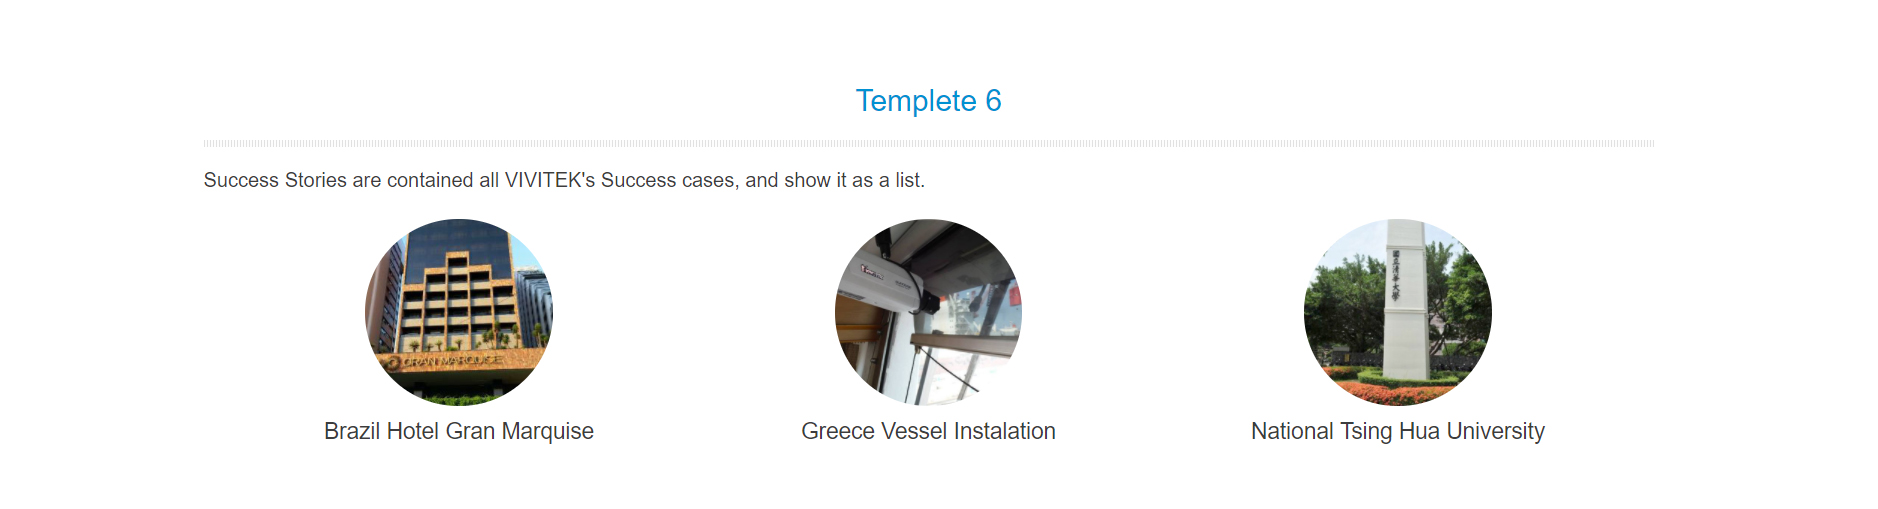 Templete 6
Success Stories are contained all VIVITEK's Success cases, and show it as a list.
GRAN MARQUISE
國立清華大學
Brazil Hotel Gran Marquise
Greece Vessel Instalation
National Tsing Hua University